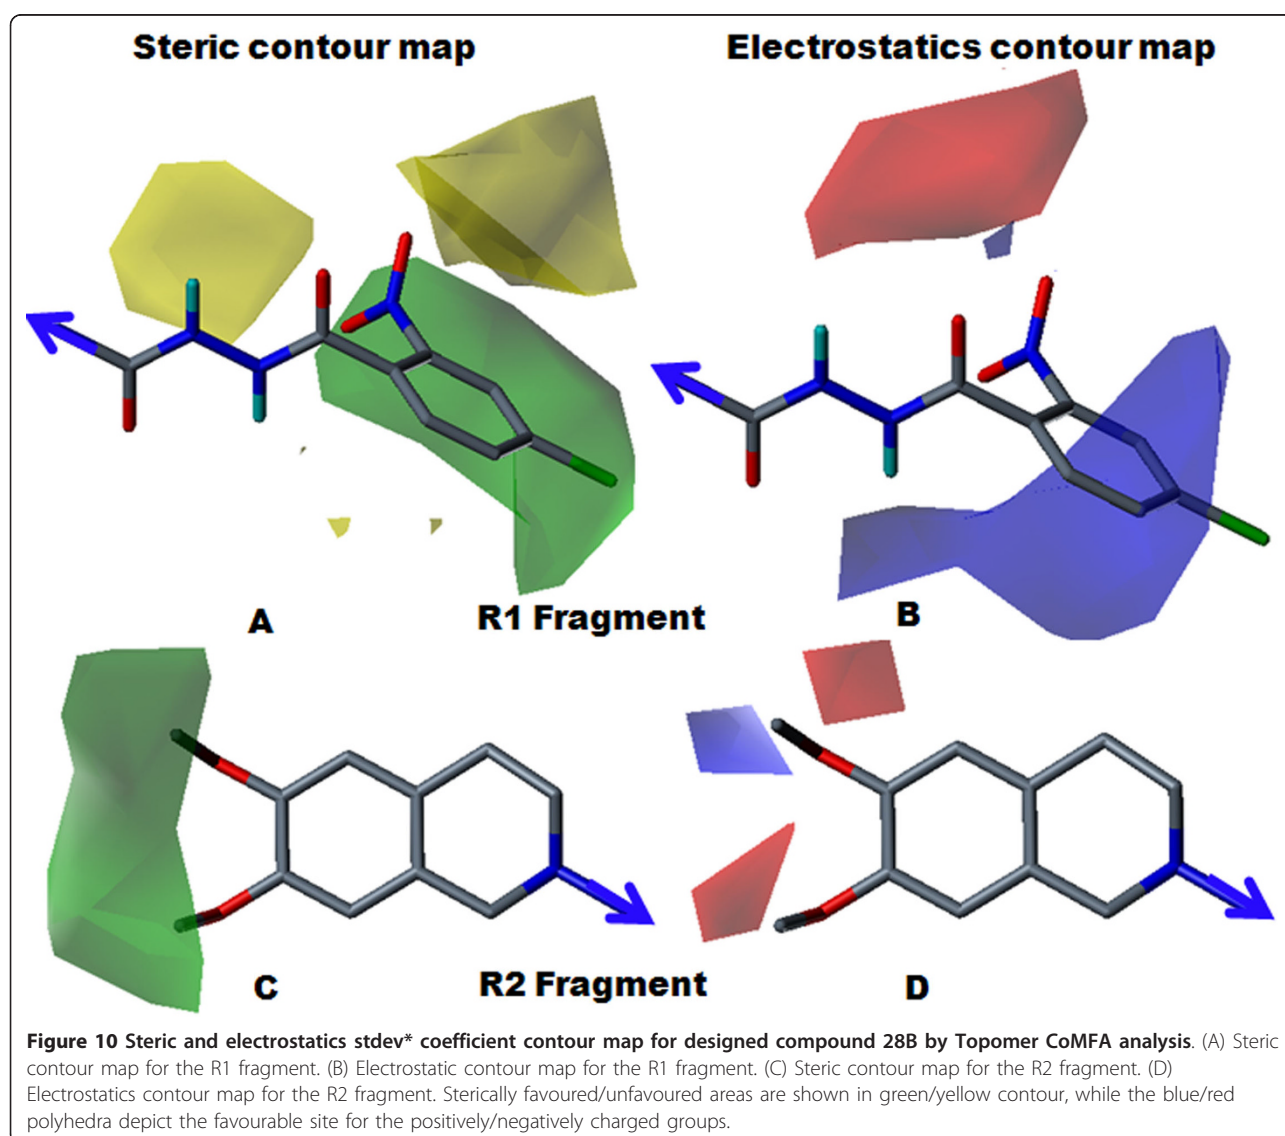 Steric contour map
Electrostatics contour map
A
R1 Fragment
B
C
R2 Fragment
D
Figure 10 Steric and electrostatics stdev* coefficient contour map for designed compound 28B by Topomer CoMFA analysis. (A) Steric
contour map for the R1 fragment. (B) Electrostatic contour map for the R1 fragment. (C) Steric contour map for the R2 fragment. (D)
Electrostatics contour map for the R2 fragment. Sterically favoured/unfavoured areas are shown in green/yellow contour, while the blue/red
polyhedra depict the favourable site for the positively/negatively charged groups.